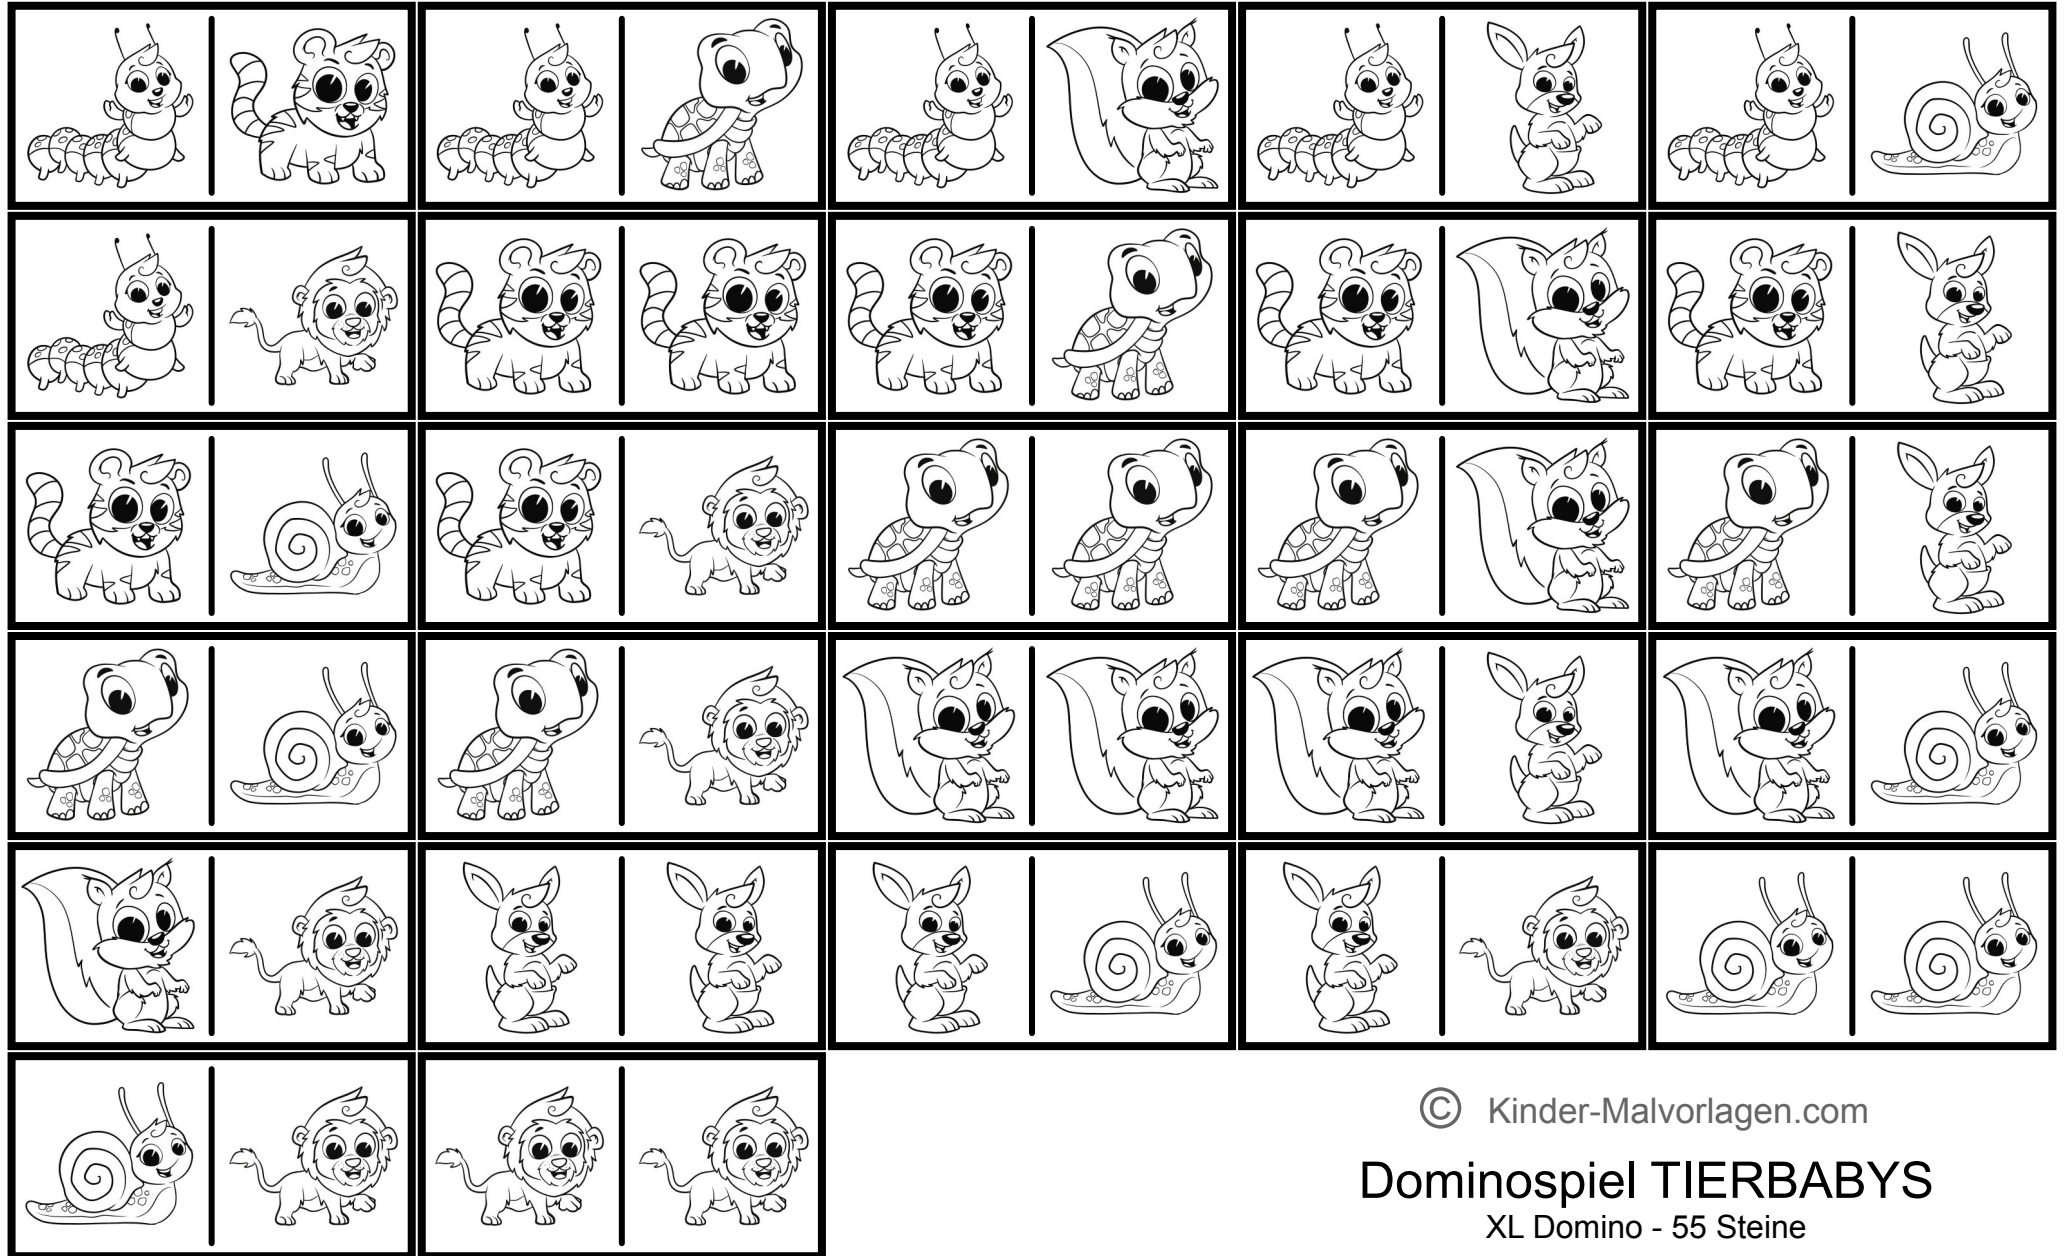 © Kinder-Malvorlagen.com
Dominospiel TIERBABYS
XL Domino - 55 Steine